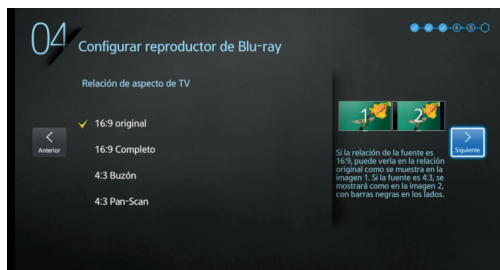 04 Configurar reproductor de Blu-ray
4 5
Relación de aspecto de TV
16:9 original
16:9 Completo
4:3 Buzón
4:3 Pan-Scan
Anterior
1 2
Siguiente
Si la relación de la fuente es
16:9, puede verla en la relación
original como se muestra en la
imagen 1. Si la fuente es 4:3, se
mostrará como en la imagen 2,
con barras negras en los lados.